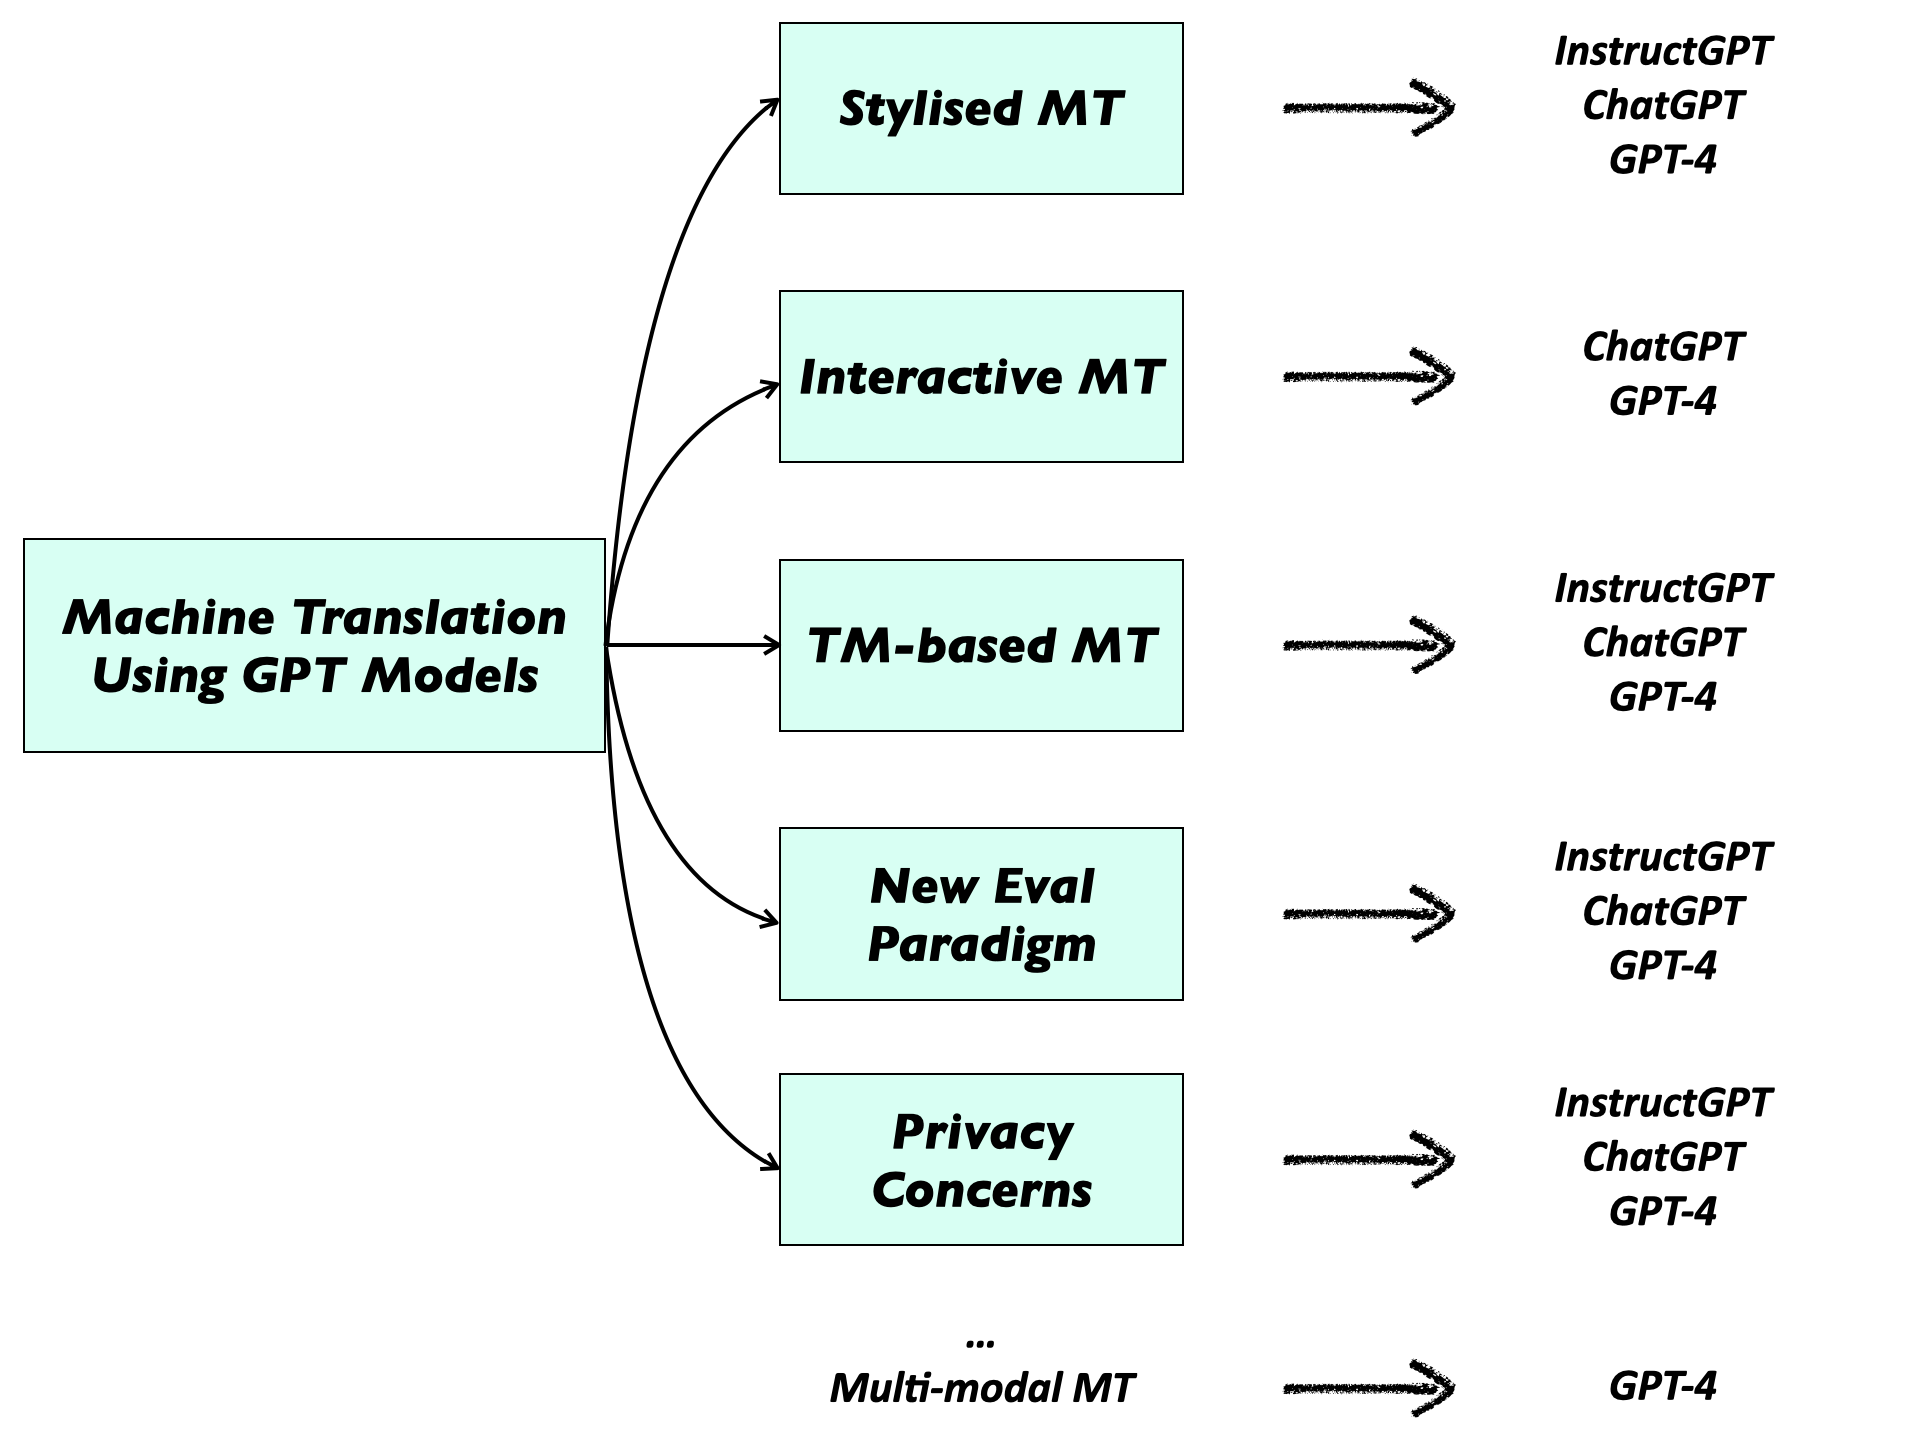 Stylised MT
InstructGPT
ChatGPT
GPT-4
Interactive MT
ChatGPT
GPT-4
Machine Translation
Using GPT Models
TM-based MT
InstructGPT
ChatGPT
GPT-4
New Eval
Paradigm
InstructGPT
ChatGPT
GPT-4
Privacy
Concerns
InstructGPT
ChatGPT
GPT-4
...
Multi-modal MT
GPT-4